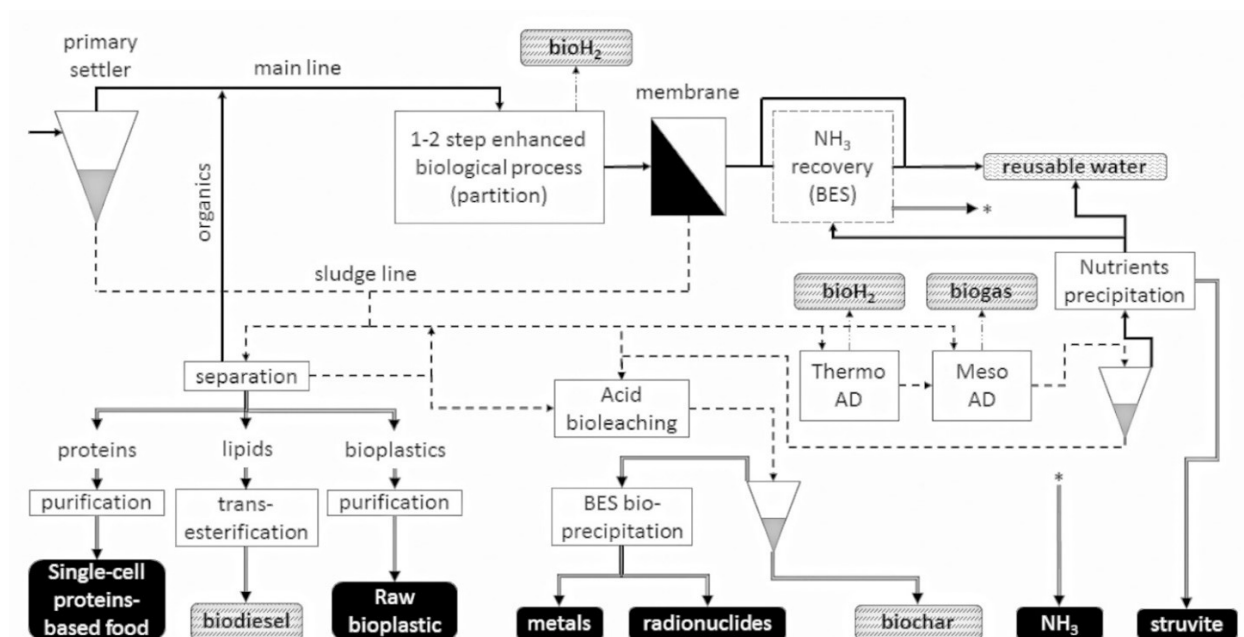 primary
settler
main line
bioH₂
membrane
1-2 step enhanced
biological process
(partition)
NH₃
recovery
(BES)
reusable water
*
organics
sludge line
bioH₂
biogas
Nutrients
precipitation
separation
Thermo
AD
Meso
AD
Acid
bioleaching
proteins
lipids
bioplastics
purification
trans-
esterification
purification
BES bio-
precipitation
*
Single-cell
proteins-
based food
biodiesel
Raw
bioplastic
metals
radionuclides
biochar
NH₃
struvite